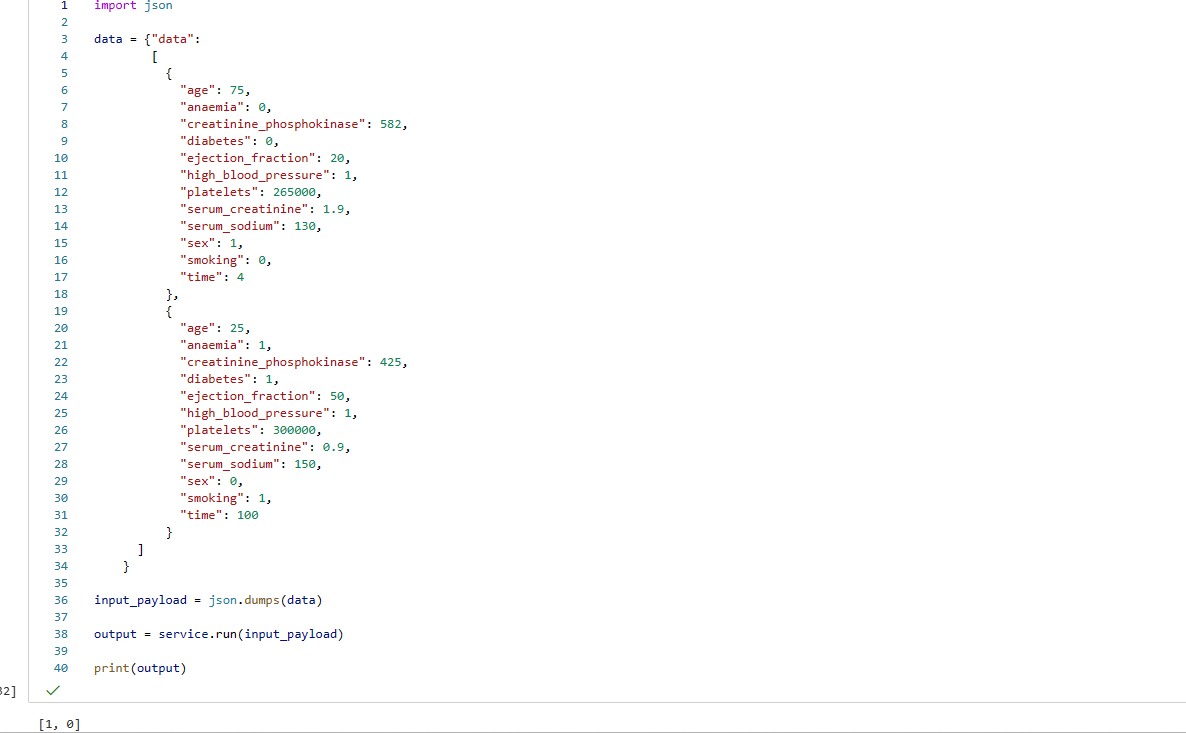 1 import json
2
3 data = {"data":
4 [
5 {
6 "age": 75,
7 "anaemia": 0,
8 "creatinine_phosphokinase": 582,
9 "diabetes": 0,
10 "ejection_fraction": 20,
11 "high_blood_pressure": 1,
12 "platelets": 265000,
13 "serum_creatinine": 1.9,
14 "serum_sodium": 130,
15 "sex": 1,
16 "smoking": 0,
17 "time": 4
18 },
19 {
20 "age": 25,
21 "anaemia": 1,
22 "creatinine_phosphokinase": 425,
23 "diabetes": 1,
24 "ejection_fraction": 50,
25 "high_blood_pressure": 1,
26 "platelets": 300000,
27 "serum_creatinine": 0.9,
28 "serum_sodium": 150,
29 "sex": 0,
30 "smoking": 1,
31 "time": 100
32 }
33 ]
34 }
35
36 input_payload = json.dumps(data)
37
38 output = service.run(input_payload)
39
40 print(output)
2]
[1, 0]